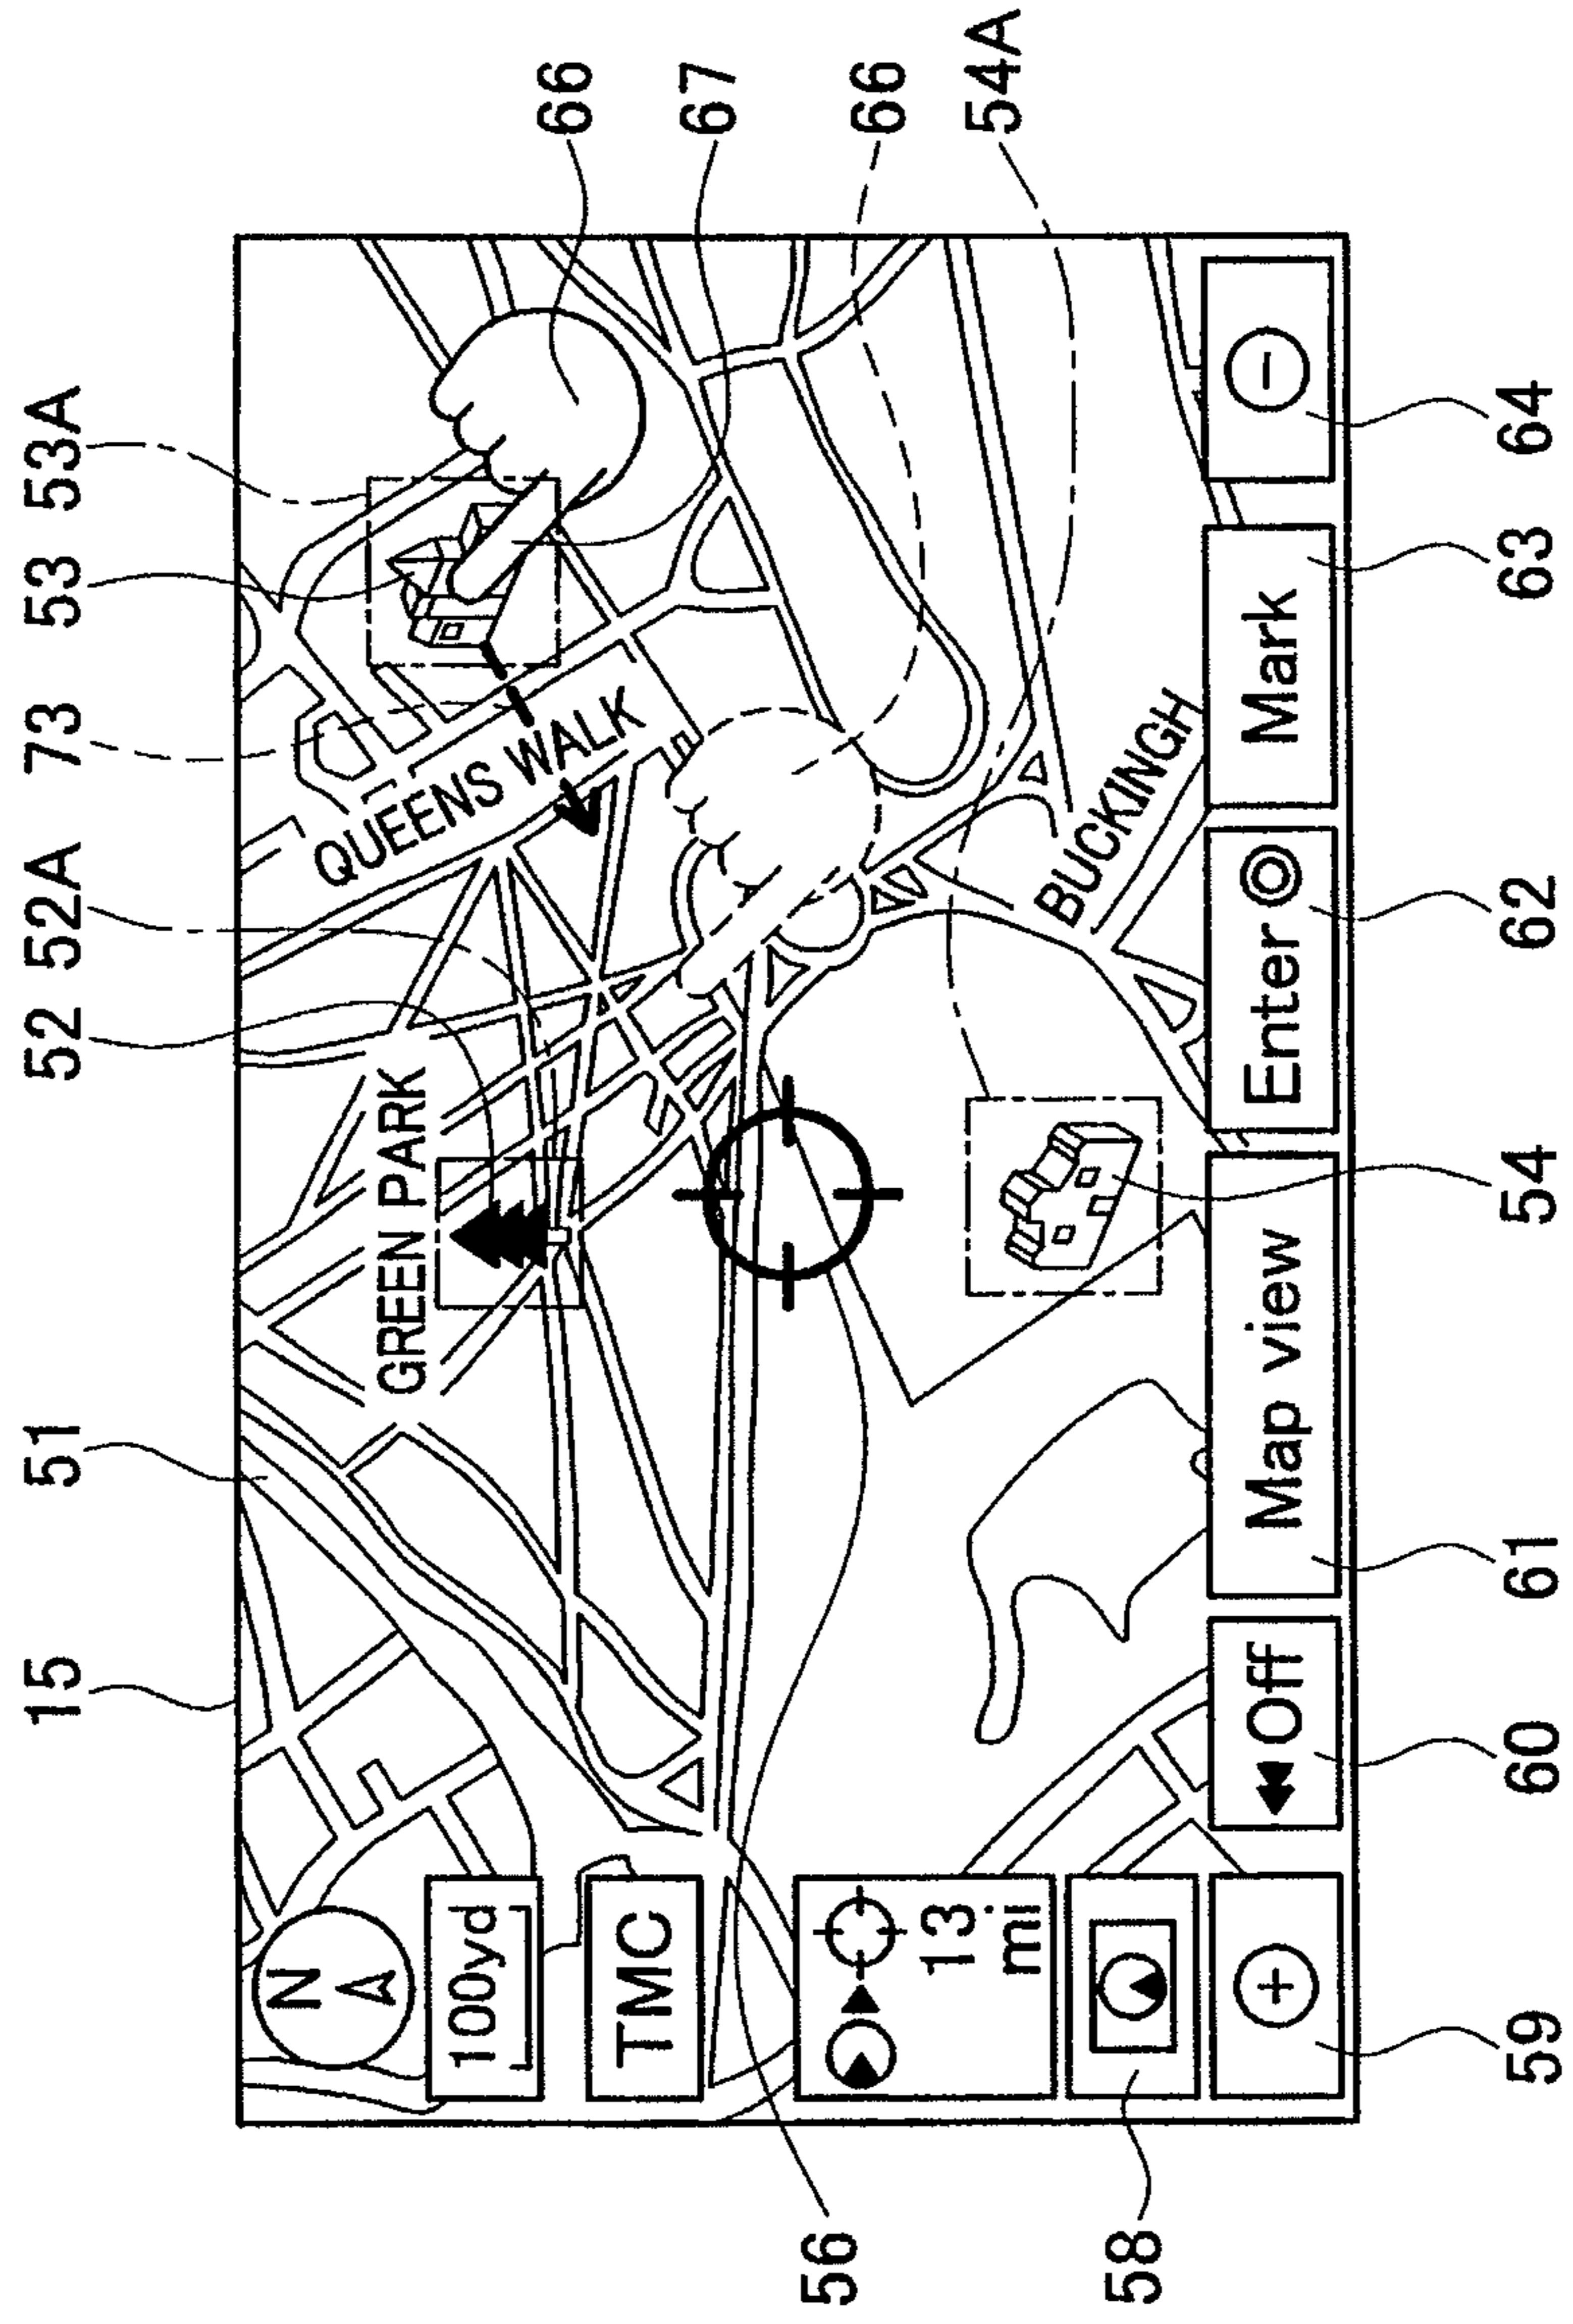 15
51
52
52A
73
53
53A
66
67
66
54A
N
100yd
TMC
13
mi
GREEN PARK
QUEENS WALK
BUCKINGH
Off
Map view
Enter
Mark
56
58
59
60
61
54
62
63
64